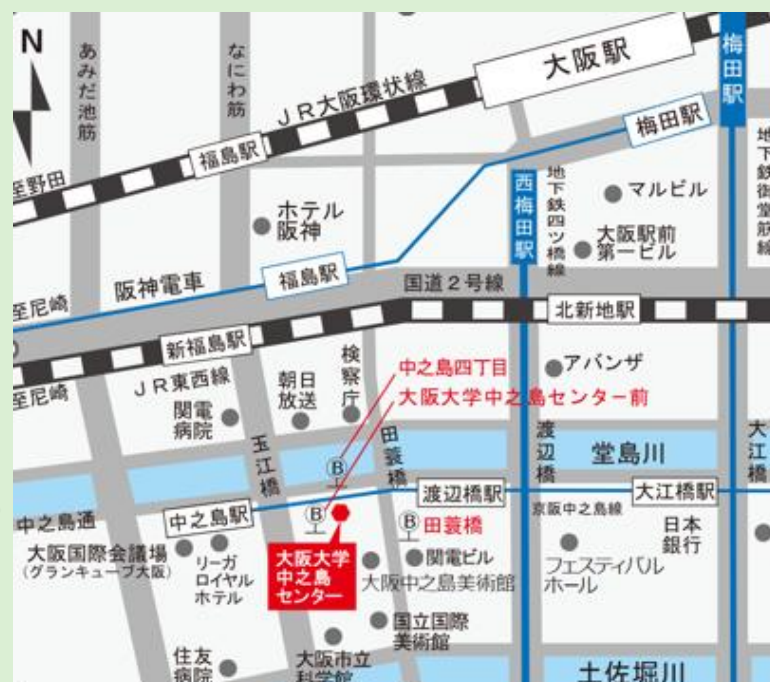 N
あみだ池筋
なにわ筋
JR大阪環状線
大阪駅
梅田駅
梅田駅
福島駅
至野田
ホテル
阪神
西梅田駅
地下鉄四ツ橋線
マルビル
大阪駅前
第一ビル
地下鉄御堂筋線
福島駅
阪神電車
国道2号線
至尼崎
北新地駅
新福島駅
至尼崎
JR東西線
関電
病院
朝日
放送
検察庁
中之島四丁目
大阪大学中之島センター前
アバンザ
玉江橋
田蓑橋
渡辺橋
堂島川
大江橋
B
中之島通
中之島駅
渡辺橋駅
大江橋駅
京阪中之島線
B
B
田蓑橋
日本
銀行
大阪国際会議場
(グランキューブ大阪)
リーガ
ロイヤル
ホテル
大阪大学
中之島
センター
関電ビル
大阪中之島美術館
フェスティバル
ホール
国立国際
美術館
住友
病院
大阪市立
科学館
土佐堀川